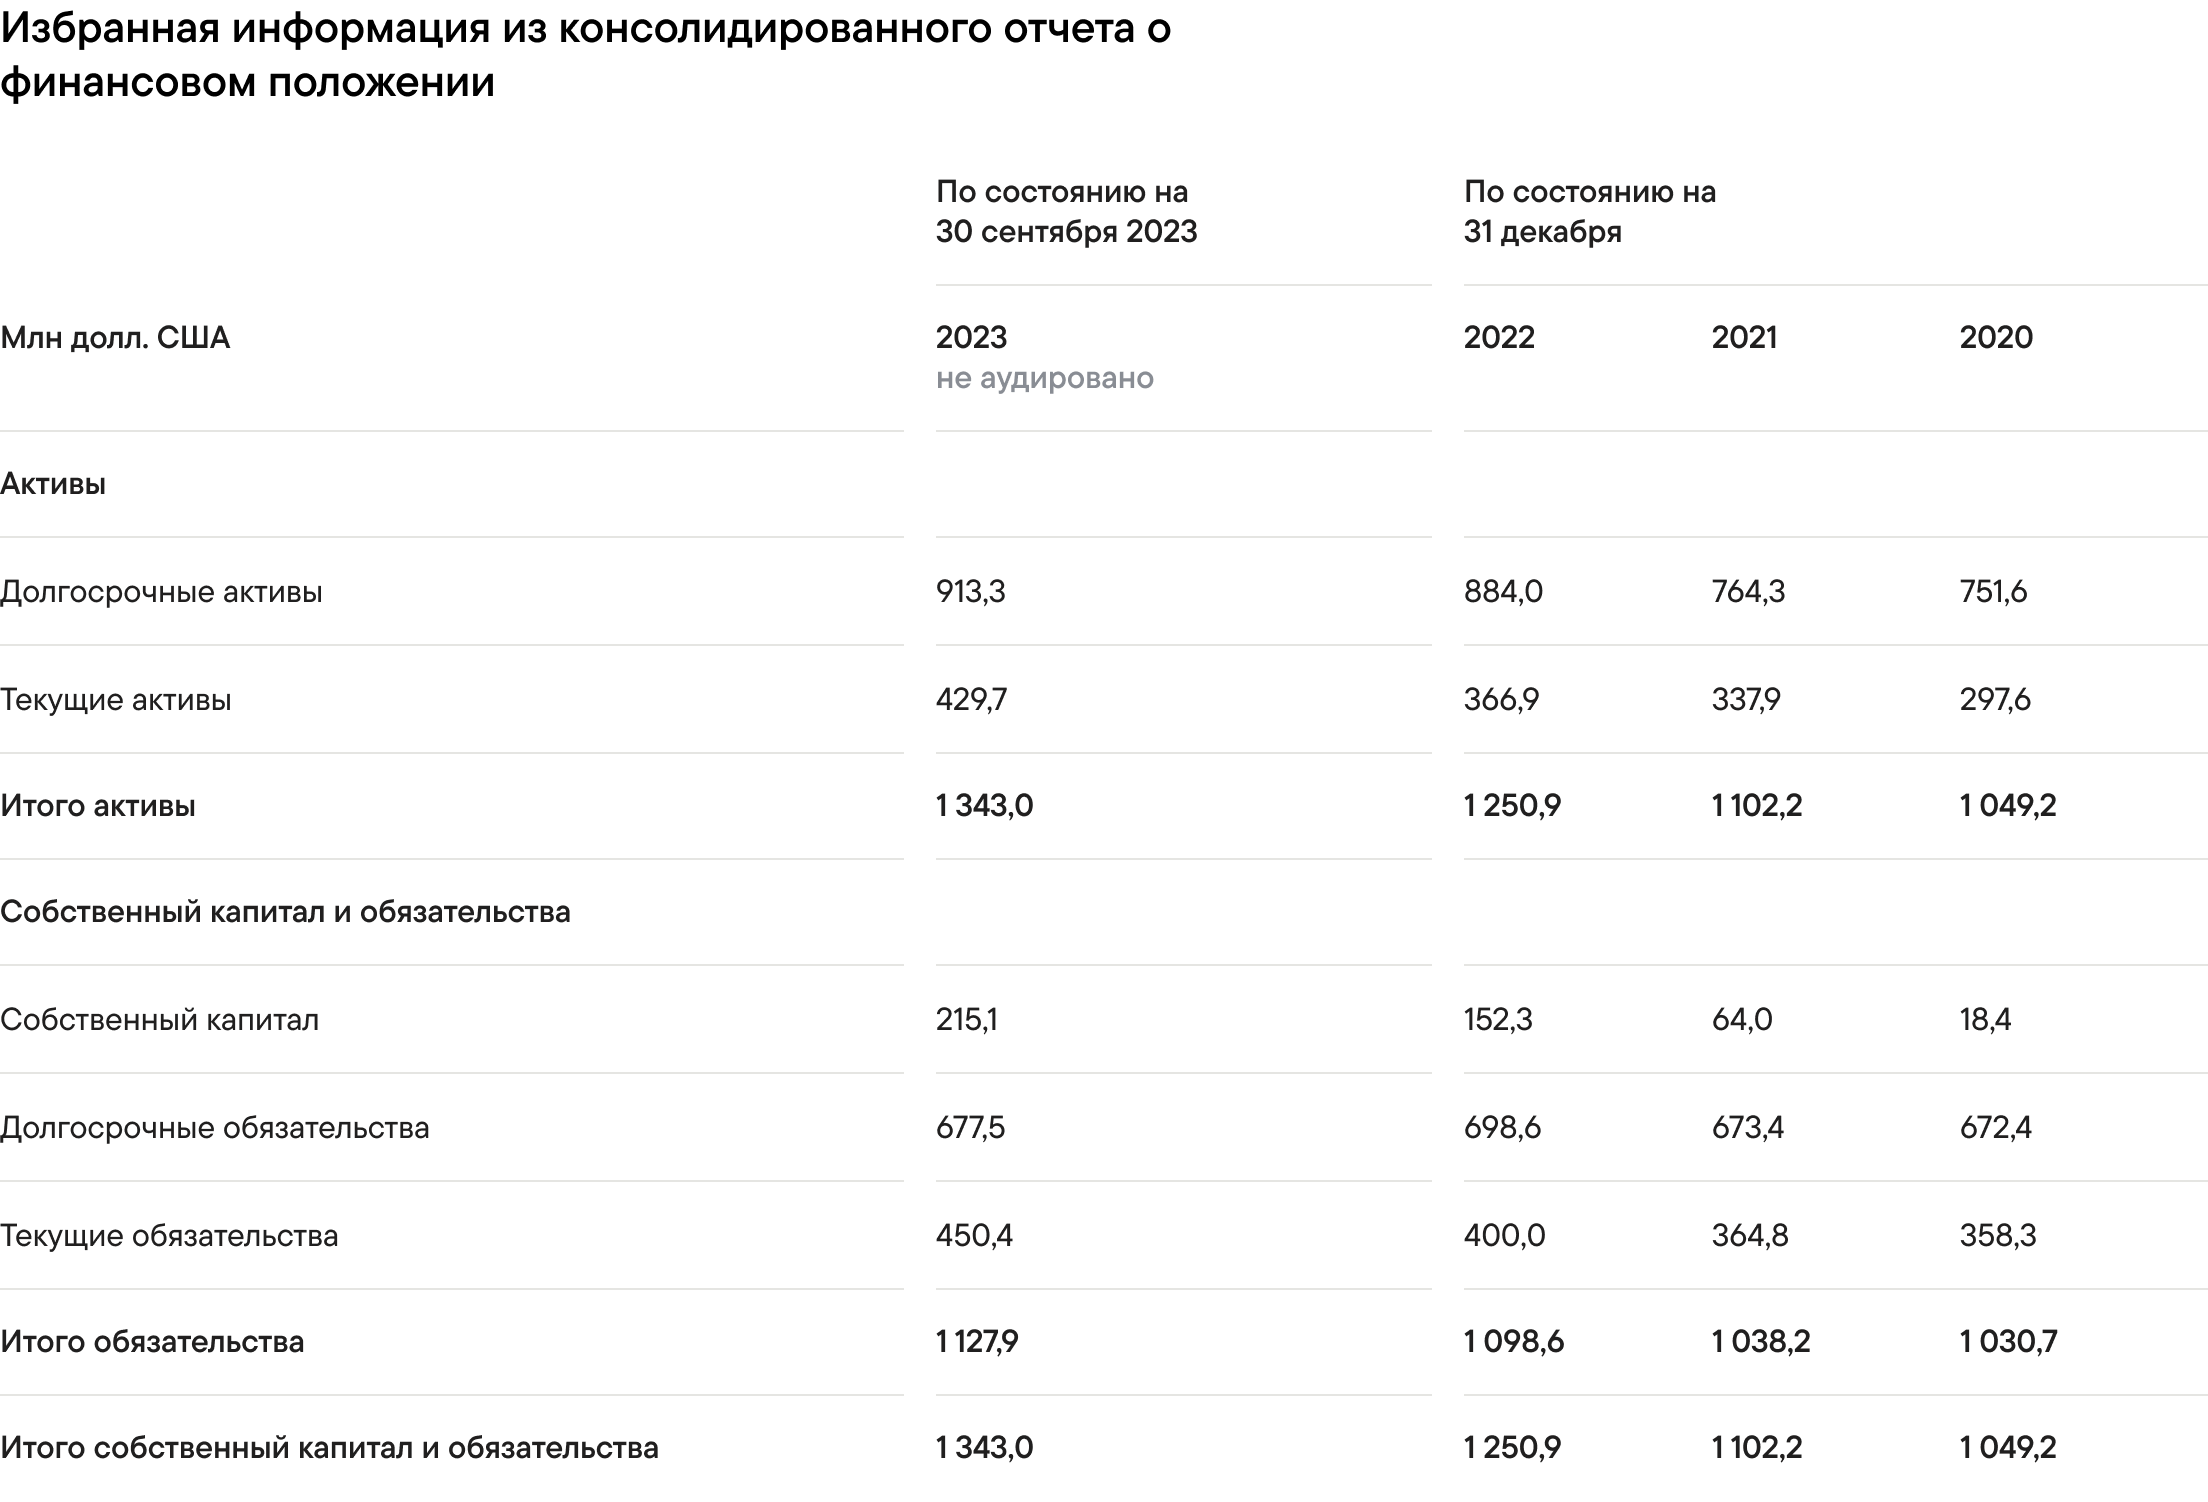 Избранная информация из консолидированного отчета о
финансовом положении
По состоянию на
30 сентября 2023
По состоянию на
31 декабря
Млн долл. США 2023 2022 2021 2020
не аудировано
Активы
Долгосрочные активы 913,3 884,0 764,3 751,6
Текущие активы 429,7 366,9 337,9 297,6
Итого активы 1 343,0 1 250,9 1 102,2 1 049,2
Собственный капитал и обязательства
Собственный капитал 215,1 152,3 64,0 18,4
Долгосрочные обязательства 677,5 698,6 673,4 672,4
Текущие обязательства 450,4 400,0 364,8 358,3
Итого обязательства 1 127,9 1 098,6 1 038,2 1 030,7
Итого собственный капитал и обязательства 1 343,0 1 250,9 1 102,2 1 049,2